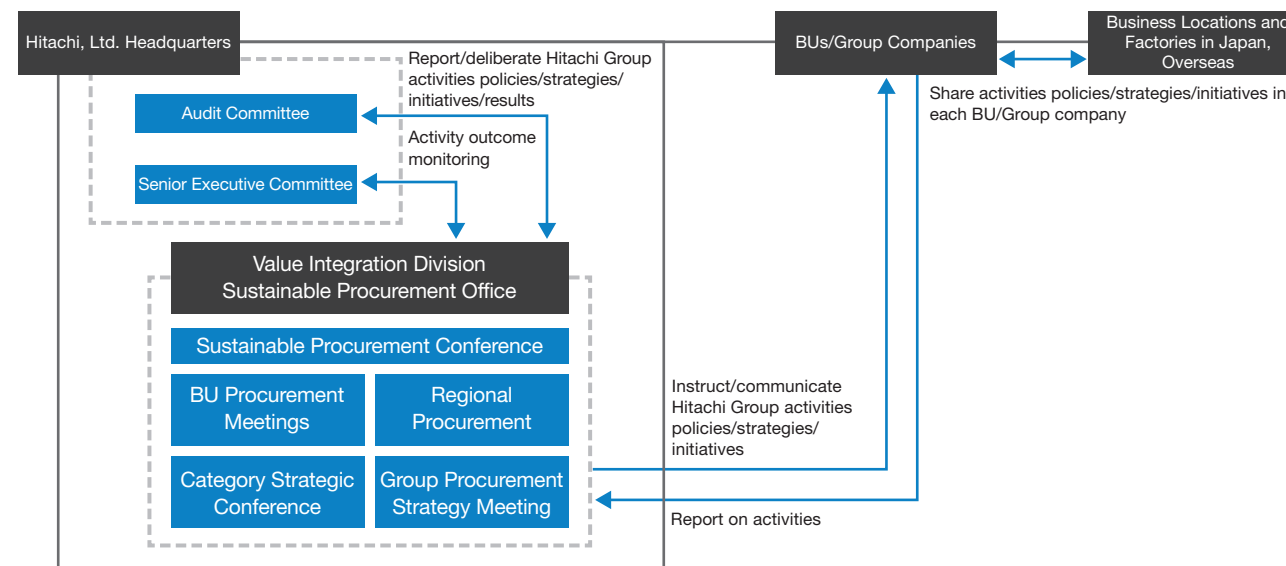 Hitachi, Ltd. Headquarters
Report/deliberate Hitachi Group
activities policies/strategies/
initiatives/results
Audit Committee
Activity outcome
monitoring
Senior Executive Committee
Value Integration Division
Sustainable Procurement Office
Sustainable Procurement Conference
BU Procurement
Meetings
Regional
Procurement
Category Strategic
Conference
Group Procurement
Strategy Meeting
BUs/Group Companies
Business Locations and
Factories in Japan,
Overseas
Share activities policies/strategies/initiatives in
each BU/Group company
Instruct/communicate
Hitachi Group activities
policies/strategies/
initiatives
Report on activities